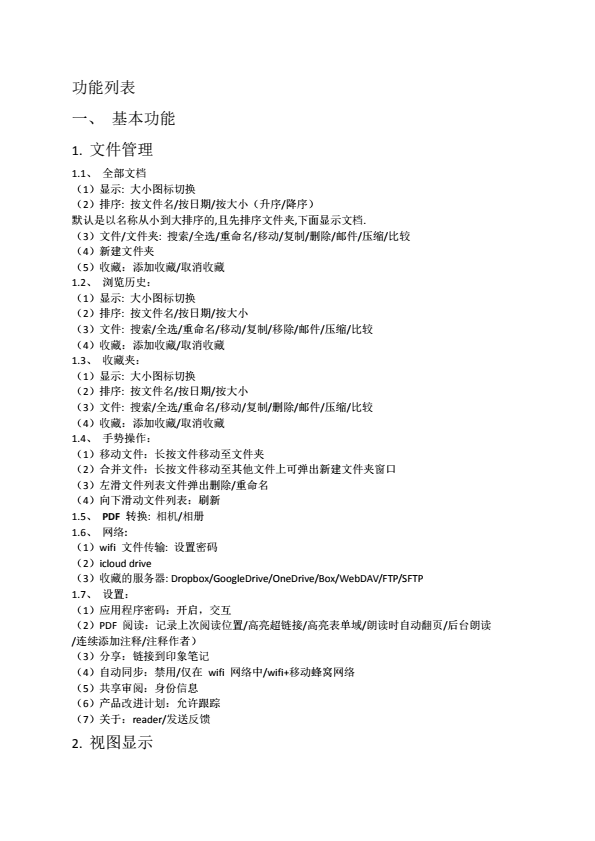 功能列表
一、 基本功能
1. 文件管理
1.1、 全部文档
（1）显示: 大小图标切换
（2）排序: 按文件名/按日期/按大小（升序/降序）
默认是以名称从小到大排序的,且先排序文件夹,下面显示文档.
（3）文件/文件夹: 搜索/全选/重命名/移动/复制/删除/邮件/压缩/比较
（4）新建文件夹
（5）收藏：添加收藏/取消收藏
1.2、 浏览历史：
（1）显示: 大小图标切换
（2）排序: 按文件名/按日期/按大小
（3）文件: 搜索/全选/重命名/移动/复制/移除/邮件/压缩/比较
（4）收藏：添加收藏/取消收藏
1.3、 收藏夹：
（1）显示: 大小图标切换
（2）排序: 按文件名/按日期/按大小
（3）文件: 搜索/全选/重命名/移动/复制/删除/邮件/压缩/比较
（4）收藏：添加收藏/取消收藏
1.4、 手势操作：
（1）移动文件：长按文件移动至文件夹
（2）合并文件：长按文件移动至其他文件上可弹出新建文件夹窗口
（3）左滑文件列表文件弹出删除/重命名
（4）向下滑动文件列表：刷新
1.5、 PDF 转换: 相机/相册
1.6、 网络:
（1）wifi 文件传输: 设置密码
（2）icloud drive
（3）收藏的服务器: Dropbox/GoogleDrive/OneDrive/Box/WebDAV/FTP/SFTP
1.7、 设置：
（1）应用程序密码：开启，交互
（2）PDF 阅读：记录上次阅读位置/高亮超链接/高亮表单域/朗读时自动翻页/后台朗读
/连续添加注释/注释作者）
（3）分享：链接到印象笔记
（4）自动同步：禁用/仅在 wifi 网络中/wifi+移动蜂窝网络
（5）共享审阅：身份信息
（6）产品改进计划：允许跟踪
（7）关于：reader/发送反馈
2. 视图显示